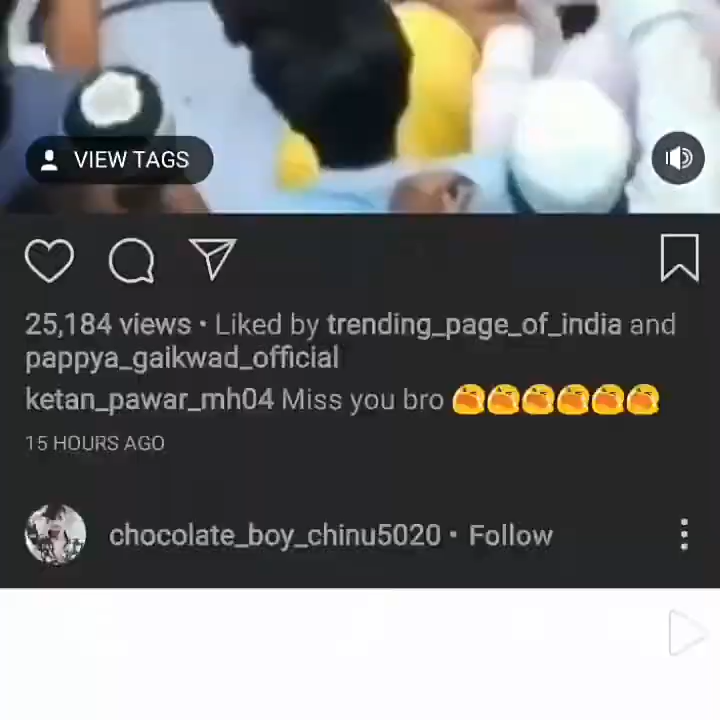 VIEW TAGS
25,184 views • Liked by trending_page_of_india and
pappya_gaikwad_official
ketan_pawar_mh04 Miss you bro 😫😫😫😫😫😫
15 HOURS AGO
chocolate_boy_chinu5020 • Follow